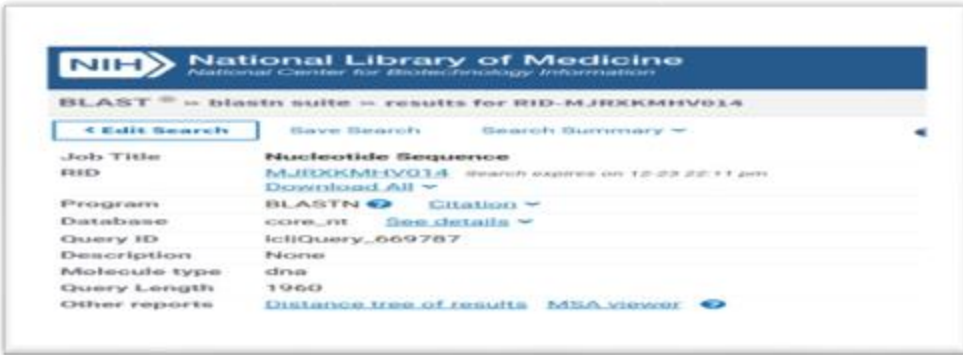 NIH National Library of Medicine
National Center for Biotechnology Information
BLAST ® » blastn suite » results for RID-MJRXKMHV014
< Edit Search Save Search Search Summary
Job Title Nucleotide Sequence
RID MJRXKMHV014 Search expires on 12-23 22:11 pm
Download All
Program BLASTN ? Citation
Database core_nt See details
Query ID lcl|Query_669787
Description None
Molecule type dna
Query Length 1960
Other reports Distance tree of results MSA viewer ?